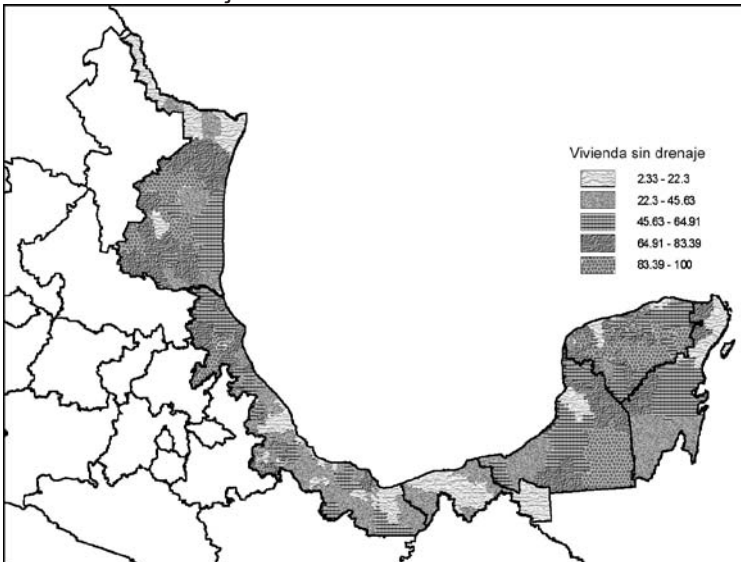 Vivienda sin drenaje
2.33 - 22.3
22.3 - 45.63
45.63 - 64.91
64.91 - 83.39
83.39 - 100